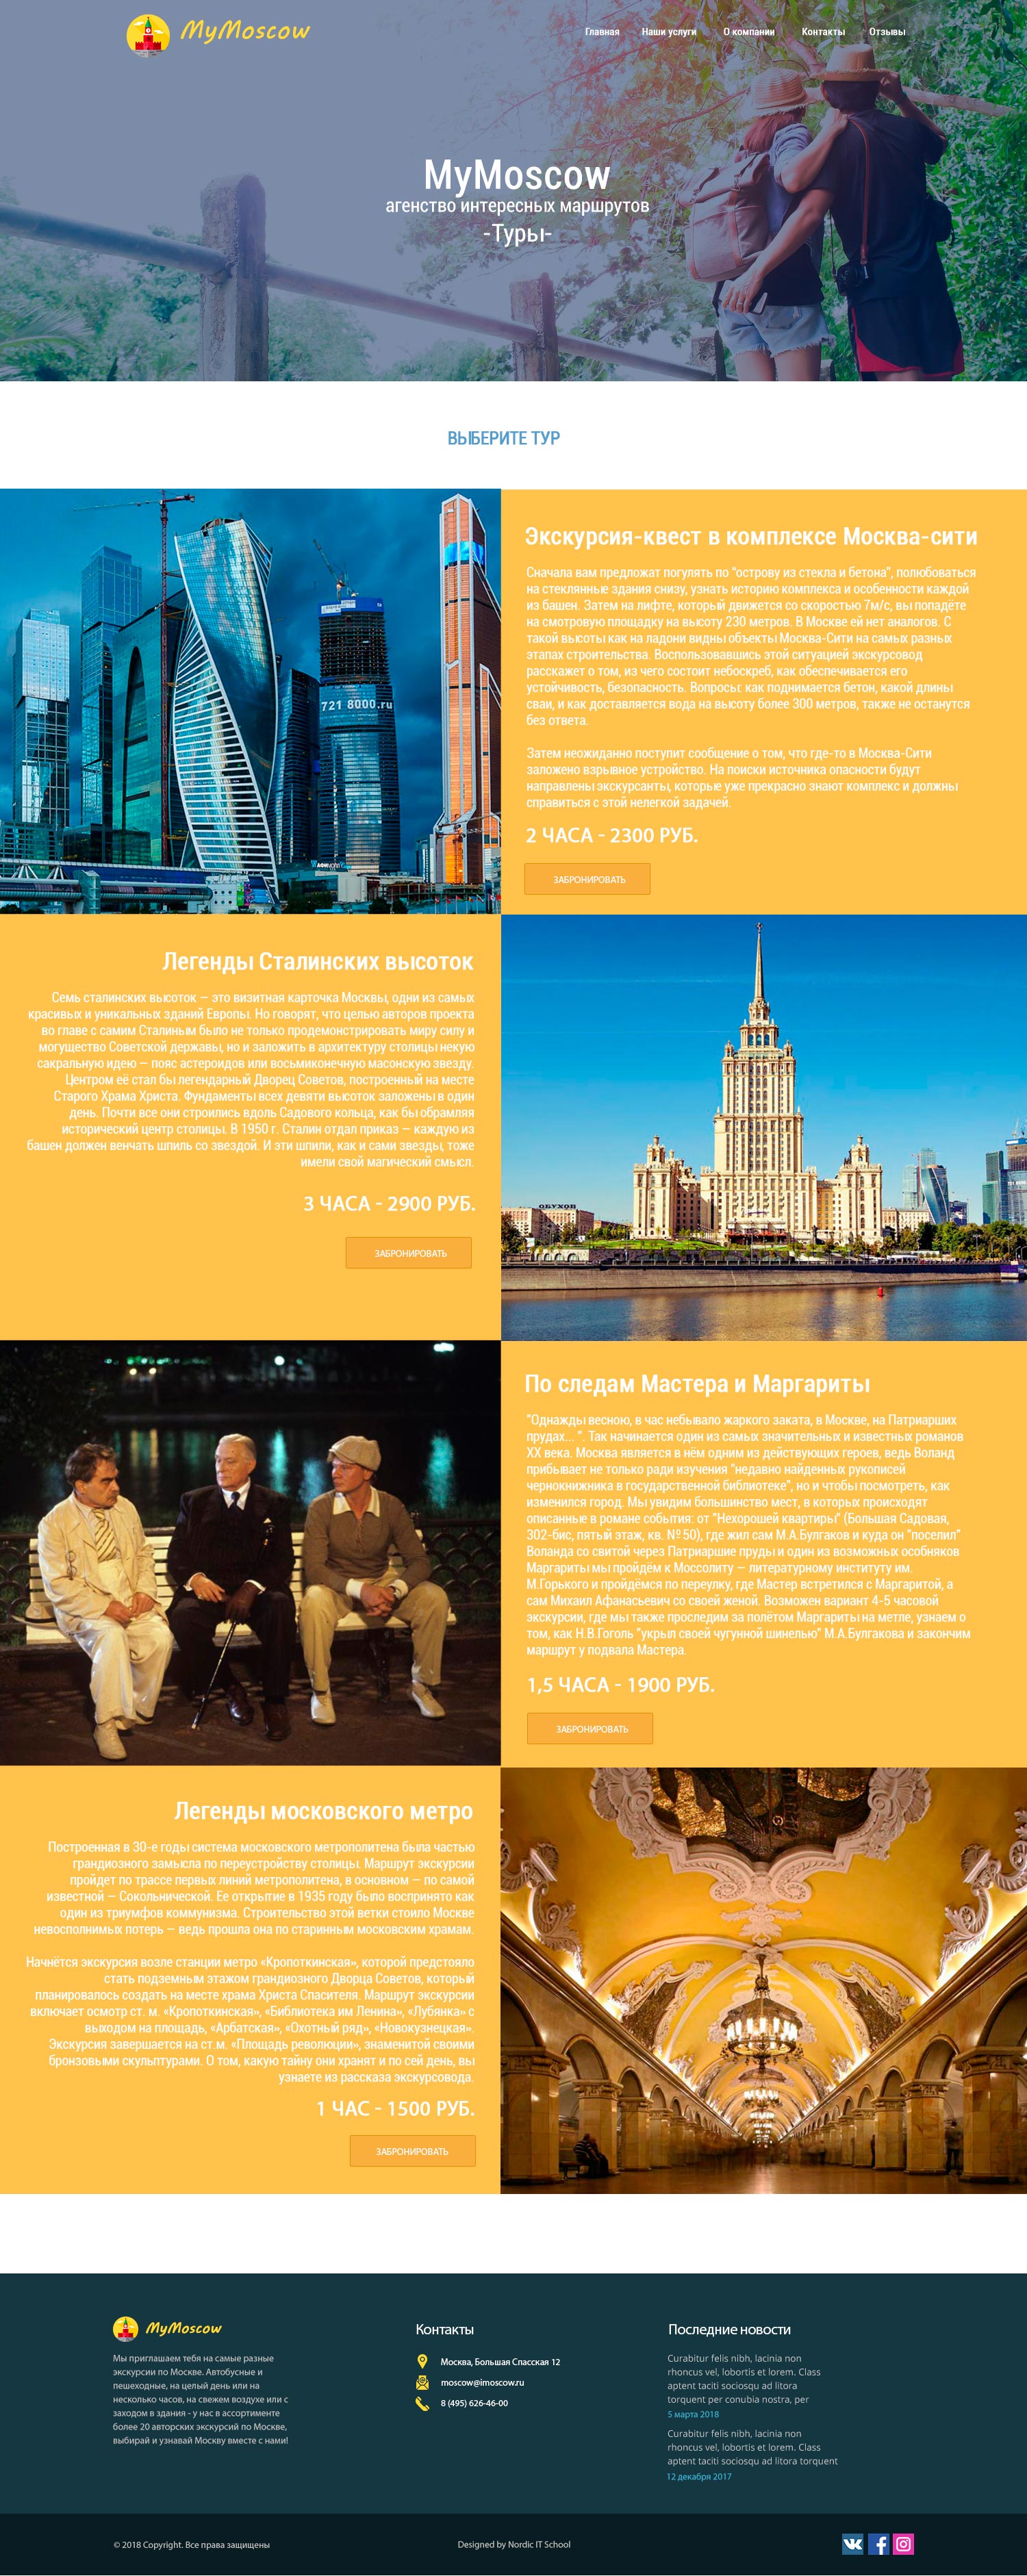 MyMoscow
Главная Наши услуги О компании Контакты Отзывы
MyMoscow
агенство интересных маршрутов
-Туры-
ВЫБЕРИТЕ ТУР
721 8000.ru
Экскурсия-квест в комплексе Москва-сити
Сначала вам предложат погулять по "острову из стекла и бетона", полюбоваться
на стеклянные здания снизу, узнать историю комплекса и особенности каждой
из башен. Затем на лифте, который движется со скоростью 7м/с, вы попадёте
на смотровую площадку на высоту 230 метров. В Москве ей нет аналогов. С
такой высоты как на ладони видны объекты Москва-Сити на самых разных
этапах строительства. Воспользовавшись этой ситуацией экскурсовод
расскажет о том, из чего состоит небоскреб, как обеспечивается его
устойчивость, безопасность. Вопросы: как поднимается бетон, какой длины
сваи, и как доставляется вода на высоту более 300 метров, также не останутся
без ответа.
Затем неожиданно поступит сообщение о том, что где-то в Москва-Сити
заложено взрывное устройство. На поиски источника опасности будут
направлены экскурсанты, которые уже прекрасно знают комплекс и должны
справиться с этой нелегкой задачей.
2 ЧАСА - 2300 РУБ.
ЗАБРОНИРОВАТЬ
Легенды Сталинских высоток
Семь сталинских высоток — это визитная карточка Москвы, одни из самых
красивых и уникальных зданий Европы. Но говорят, что целью авторов проекта
во главе с самим Сталиным было не только продемонстрировать миру силу и
могущество Советской державы, но и заложить в архитектуру столицы некую
сакральную идею — пояс астероидов или восьмиконечную масонскую звезду.
Центром её стал бы легендарный Дворец Советов, построенный на месте
Старого Храма Христа. Фундаменты всех девяти высоток заложены в один
день. Почти все они строились вдоль Садового кольца, как бы обрамляя
исторический центр столицы. В 1950 г. Сталин отдал приказ — каждую из
башен должен венчать шпиль со звездой. И эти шпили, как и сами звезды, тоже
имели свой магический смысл.
3 ЧАСА - 2900 РУБ.
ЗАБРОНИРОВАТЬ
ОБУХОВ
По следам Мастера и Маргариты
"Однажды весною, в час небывало жаркого заката, в Москве, на Патриарших
прудах... ". Так начинается один из самых значительных и известных романов
XX века. Москва является в нём одним из действующих героев, ведь Воланд
прибывает не только ради изучения "недавно найденных рукописей
чернокнижника в государственной библиотеке", но и чтобы посмотреть, как
изменился город. Мы увидим большинство мест, в которых происходят
описанные в романе события: от "Нехорошей квартиры" (Большая Садовая,
302-бис, пятый этаж, кв. № 50), где жил сам М.А.Булгаков и куда он "поселил"
Воланда со свитой через Патриаршие пруды и один из возможных особняков
Маргариты мы пройдём к Моссолиту — литературному институту им.
М.Горького и пройдёмся по переулку, где Мастер встретился с Маргаритой, а
сам Михаил Афанасьевич со своей женой. Возможен вариант 4-5 часовой
экскурсии, где мы также проследим за полётом Маргариты на метле, узнаем о
том, как Н.В.Гоголь "укрыл своей чугунной шинелью" М.А.Булгакова и закончим
маршрут у подвала Мастера.
1,5 ЧАСА - 1900 РУБ.
ЗАБРОНИРОВАТЬ
Легенды московского метро
Построенная в 30-е годы система московского метрополитена была частью
грандиозного замысла по переустройству столицы. Маршрут экскурсии
пройдет по трассе первых линий метрополитена, в основном — по самой
известной — Сокольнической. Ее открытие в 1935 году было воспринято как
один из триумфов коммунизма. Строительство этой ветки стоило Москве
невосполнимых потерь — ведь прошла она по старинным московским храмам.
Начнётся экскурсия возле станции метро «Кропоткинская», которой предстояло
стать подземным этажом грандиозного Дворца Советов, который
планировалось создать на месте храма Христа Спасителя. Маршрут экскурсии
включает осмотр ст. м. «Кропоткинская», «Библиотека им Ленина», «Лубянка» с
выходом на площадь, «Арбатская», «Охотный ряд», «Новокузнецкая».
Экскурсия завершается на ст.м. «Площадь революции», знаменитой своими
бронзовыми скульптурами. О том, какую тайну они хранят и по сей день, вы
узнаете из рассказа экскурсовода.
1 ЧАС - 1500 РУБ.
ЗАБРОНИРОВАТЬ
MyMoscow
Мы приглашаем тебя на самые разные
экскурсии по Москве. Автобусные и
пешеходные, на целый день или на
несколько часов, на свежем воздухе или с
заходом в здания - у нас в ассортименте
более 20 авторских экскурсий по Москве,
выбирай и узнавай Москву вместе с нами!
Контакты
Москва, Большая Спасская 12
moscow@imoscow.ru
8 (495) 626-46-00
Последние новости
Curabitur felis nibh, lacinia non
rhoncus vel, lobortis et lorem. Class
aptent taciti sociosqu ad litora
torquent per conubia nostra, per
5 марта 2018
Curabitur felis nibh, lacinia non
rhoncus vel, lobortis et lorem. Class
aptent taciti sociosqu ad litora torquent
12 декабря 2017
© 2018 Copyright. Все права защищены
Designed by Nordic IT School